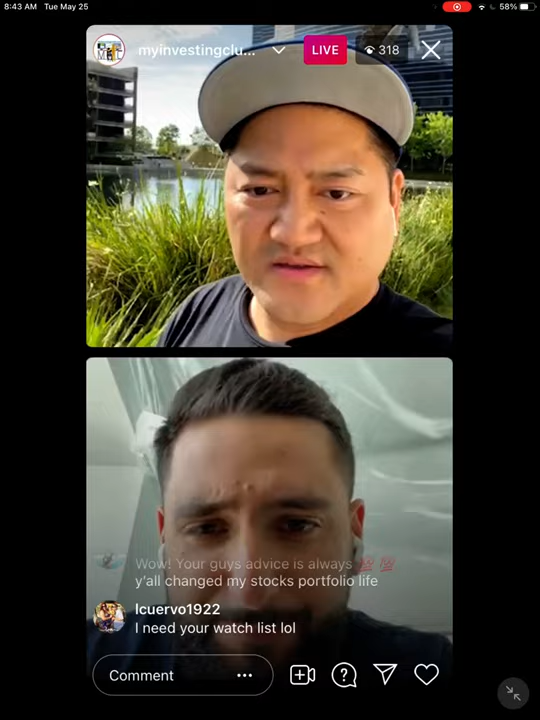 8:43 AM Tue May 25
58%
myinvestingclu...
LIVE
318
Wow! Your guys advice is always 💯 💯
y'all changed my stocks portfolio life
lcuervo1922
I need your watch list lol
Comment